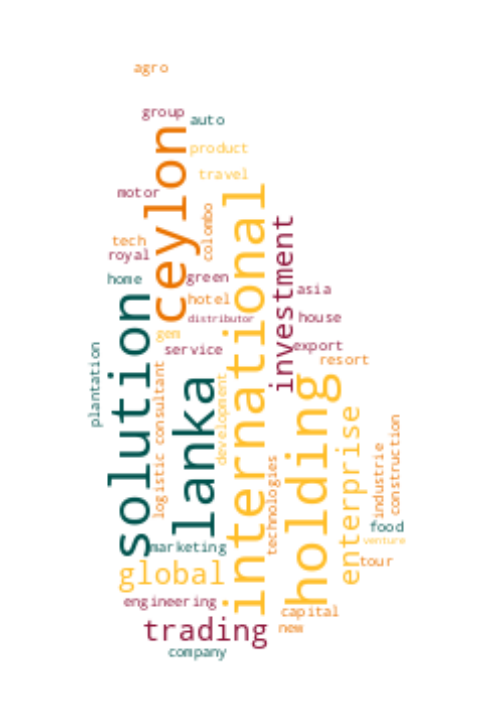 agro
group
auto
product
travel
motor
ceylon
colombo
tech
royal
international
investment
home
green
asia
hotel
distributor
house
solution
gem
service
export
resort
plantation
logistic
consultant
lanka
development
holding
enterprise
technologies
industrie
construction
food
marketing
venture
tour
global
engineering
capital
trading
new
company